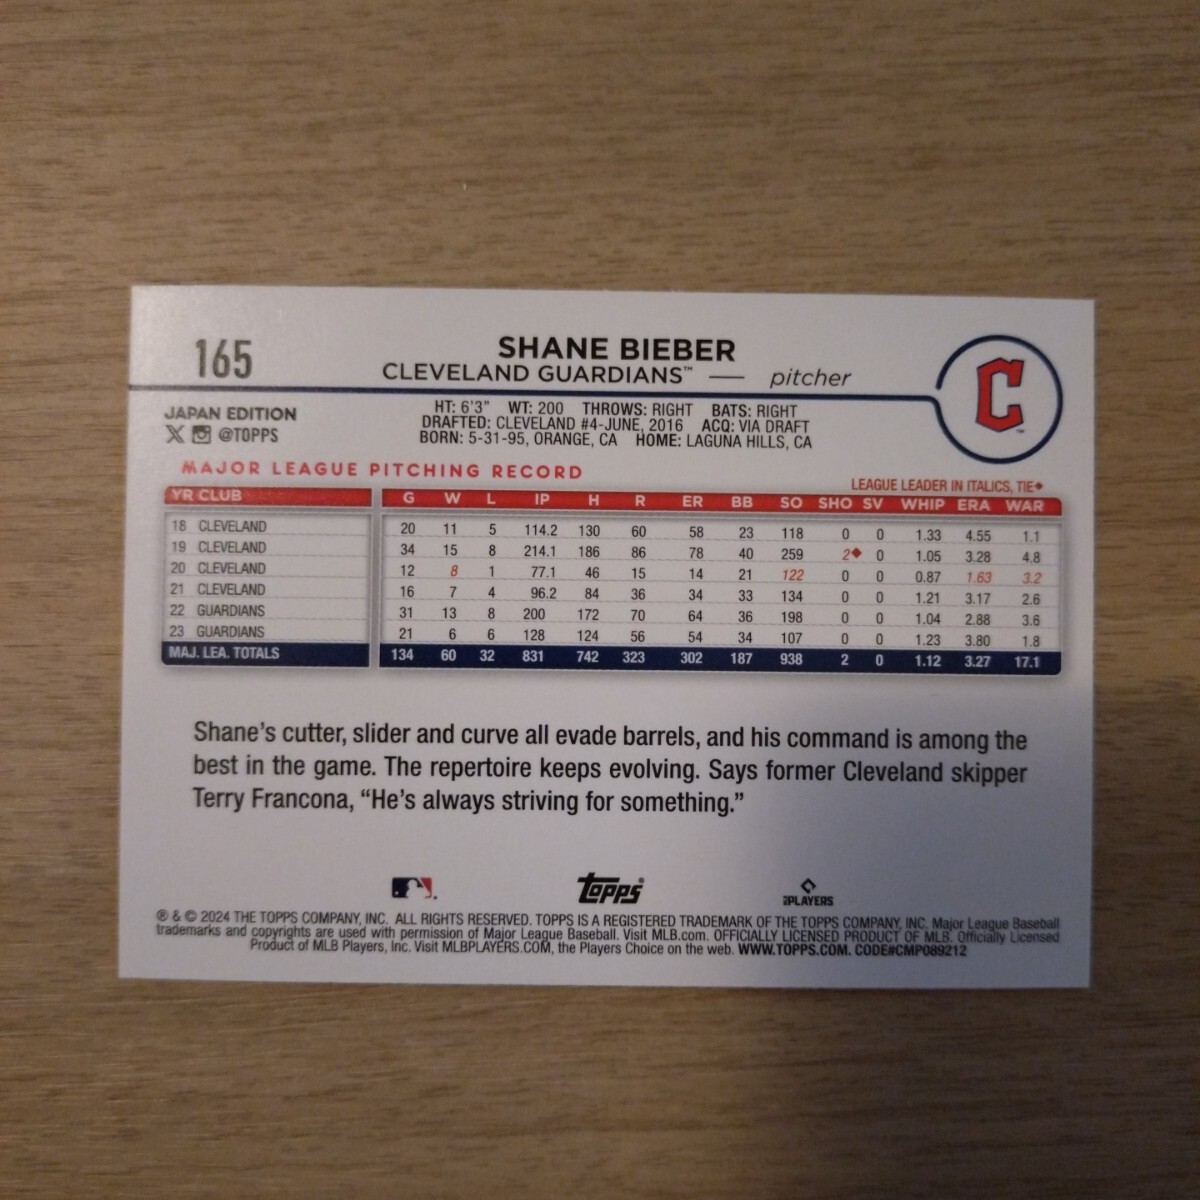 165
SHANE BIEBER
CLEVELAND GUARDIANS™ — pitcher
C™
JAPAN EDITION
@TOPPS
HT: 6'3" WT: 200 THROWS: RIGHT BATS: RIGHT
DRAFTED: CLEVELAND #4-JUNE, 2016 ACQ: VIA DRAFT
BORN: 5-31-95, ORANGE, CA HOME: LAGUNA HILLS, CA
MAJOR LEAGUE PITCHING RECORD
LEAGUE LEADER IN ITALICS, TIE◆
YR CLUB G W L IP H R ER BB SO SHO SV WHIP ERA WAR
18 CLEVELAND 20 11 5 114.2 130 60 58 23 118 0 0 1.33 4.55 1.1
19 CLEVELAND 34 15 8 214.1 186 86 78 40 259 2◆ 0 1.05 3.28 4.8
20 CLEVELAND 12 8 1 77.1 46 15 14 21 122 0 0 0.87 1.63 3.2
21 CLEVELAND 16 7 4 96.2 84 36 34 33 134 0 0 1.21 3.17 2.6
22 GUARDIANS 31 13 8 200 172 70 64 36 198 0 0 1.04 2.88 3.6
23 GUARDIANS 21 6 6 128 124 56 54 34 107 0 0 1.23 3.80 1.8
MAJ. LEA. TOTALS 134 60 32 831 742 323 302 187 938 2 0 1.12 3.27 17.1
Shane's cutter, slider and curve all evade barrels, and his command is among the
best in the game. The repertoire keeps evolving. Says former Cleveland skipper
Terry Francona, “He's always striving for something.”
Topps®
PLAYERS
® & © 2024 THE TOPPS COMPANY, INC. ALL RIGHTS RESERVED. TOPPS IS A REGISTERED TRADEMARK OF THE TOPPS COMPANY, INC. Major League Baseball
trademarks and copyrights are used with permission of Major League Baseball. Visit MLB.com. OFFICIALLY LICENSED PRODUCT OF MLB. Officially Licensed
Product of MLB Players, Inc. Visit MLBPLAYERS.COM, the Players Choice on the web. WWW.TOPPS.COM. CODE#CMP089212